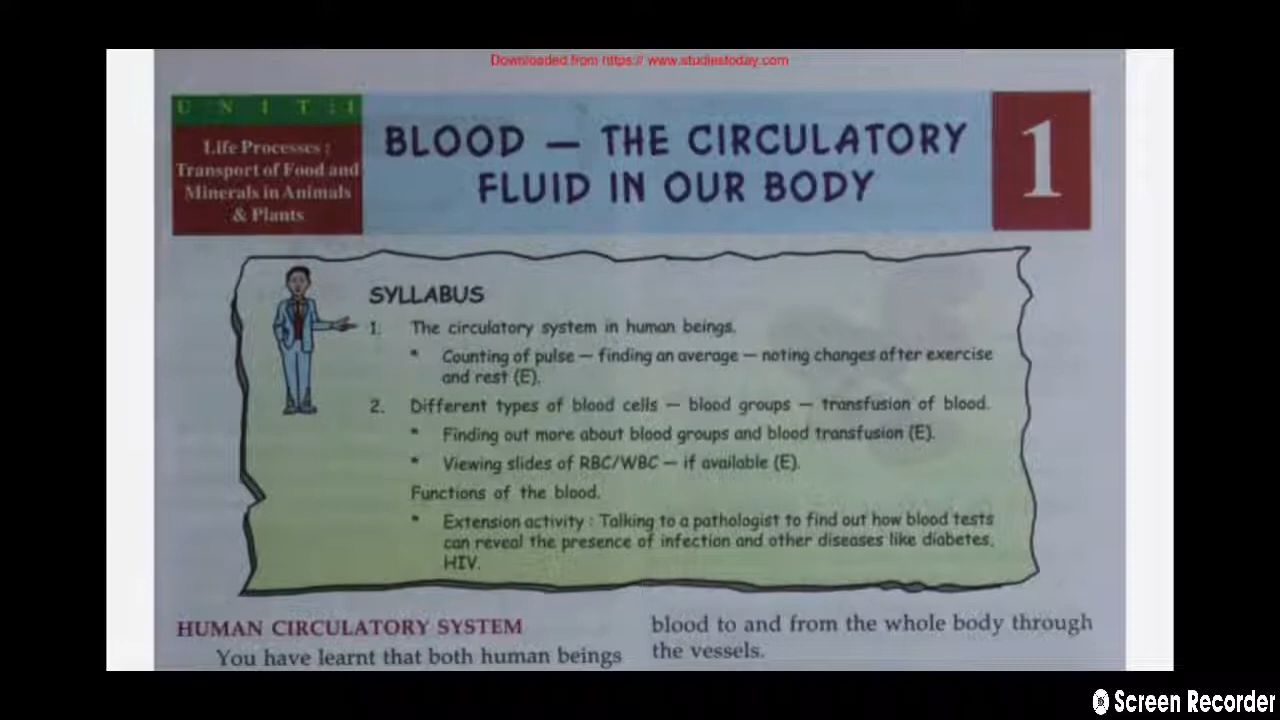 Downloaded from https:// www.studiestoday.com
UNIT-I
Life Processes :
Transport of Food and
Minerals in Animals
& Plants
BLOOD — THE CIRCULATORY
FLUID IN OUR BODY
1
SYLLABUS
1. The circulatory system in human beings.
* Counting of pulse — finding an average — noting changes after exercise
and rest (E).
2. Different types of blood cells — blood groups — transfusion of blood.
* Finding out more about blood groups and blood transfusion (E).
* Viewing slides of RBC/WBC — if available (E).
Functions of the blood.
* Extension activity : Talking to a pathologist to find out how blood tests
can reveal the presence of infection and other diseases like diabetes,
HIV.
HUMAN CIRCULATORY SYSTEM
You have learnt that both human beings
blood to and from the whole body through
the vessels.
Screen Recorder